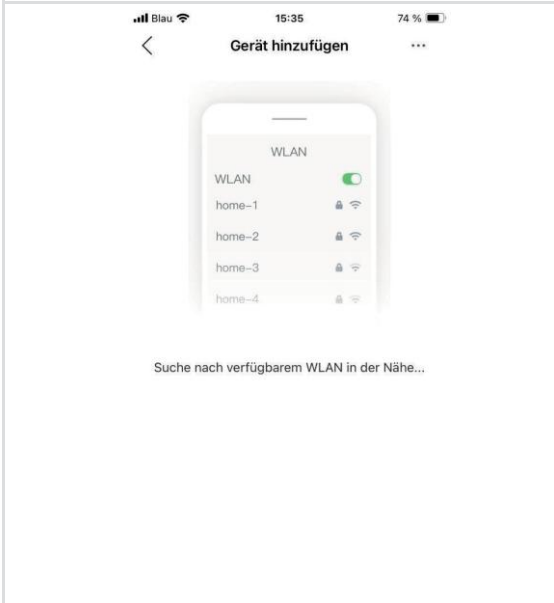 Blau 15:35 74 %
Gerät hinzufügen
WLAN
WLAN
home-1
home-2
home-3
home-4
Suche nach verfügbarem WLAN in der Nähe...